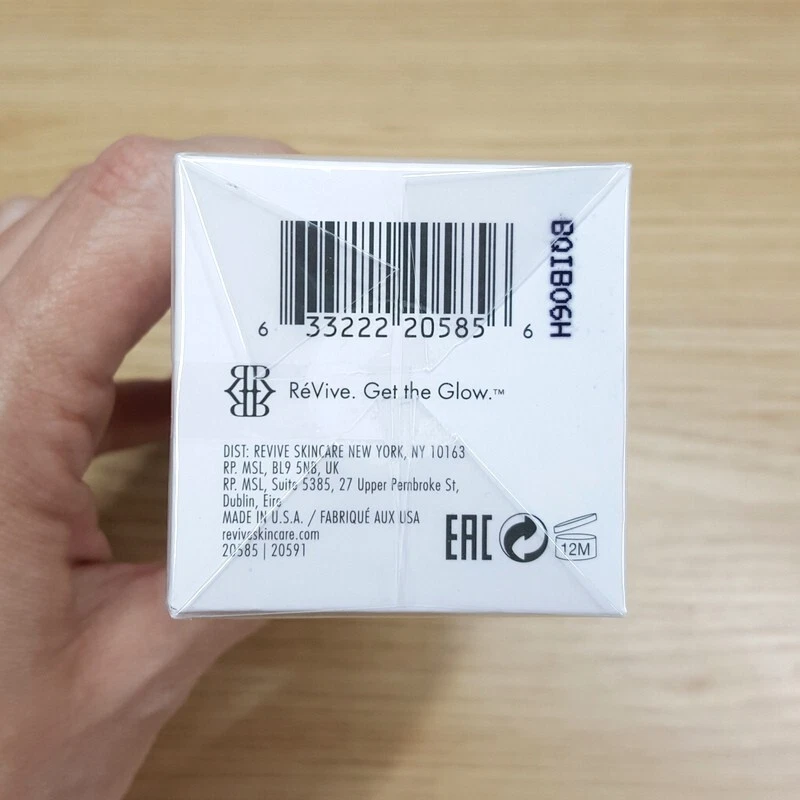 6 33222 20585 6
BQIBO6H
RéVive. Get the Glow.™
DIST: REVIVE SKINCARE NEW YORK, NY 10163
RP. MSL, BL9 5NB, UK
RP. MSL, Suite 5385, 27 Upper Pembroke St,
Dublin, Eire
MADE IN U.S.A. / FABRIQUÉ AUX USA
reviveskincare.com
20585 | 20591
EAC
12M